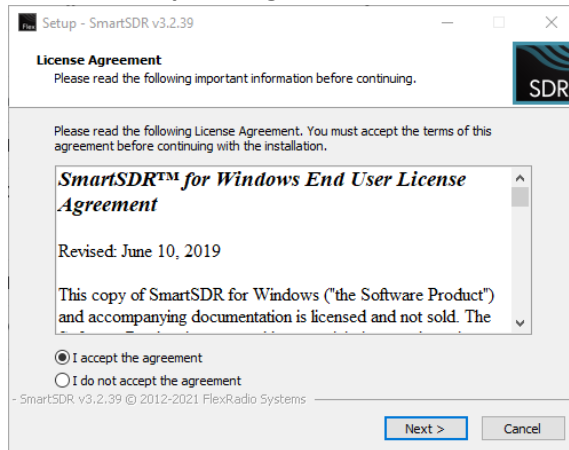 Flex
Setup - SmartSDR v3.2.39
License Agreement
Please read the following important information before continuing.
SDR
Please read the following License Agreement. You must accept the terms of this
agreement before continuing with the installation.
SmartSDR™ for Windows End User License
Agreement
Revised: June 10, 2019
This copy of SmartSDR for Windows ("the Software Product")
and accompanying documentation is licensed and not sold. The
I accept the agreement
I do not accept the agreement
- SmartSDR v3.2.39 © 2012-2021 FlexRadio Systems
Next >
Cancel